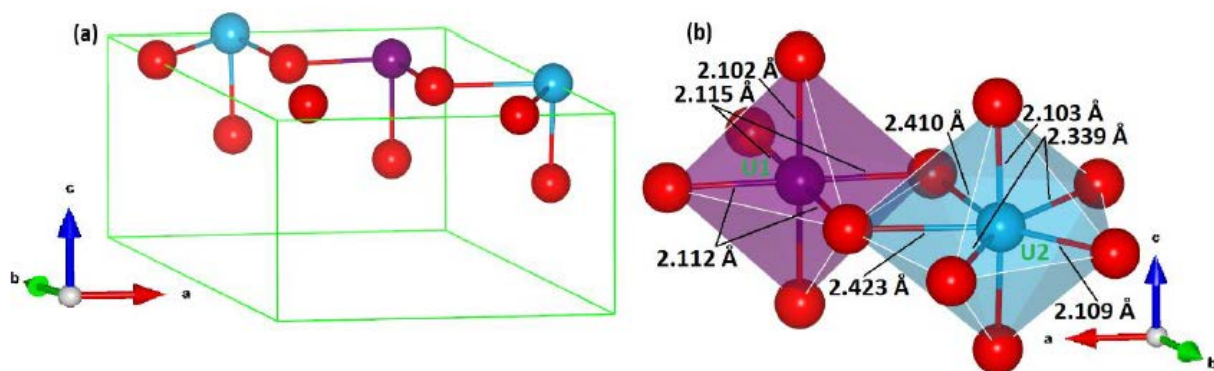 (a)
c
b
a
(b)
2.102 Å
2.115 Å
2.410 Å
2.103 Å
2.339 Å
U1
U2
2.112 Å
2.423 Å
2.109 Å
c
a
b